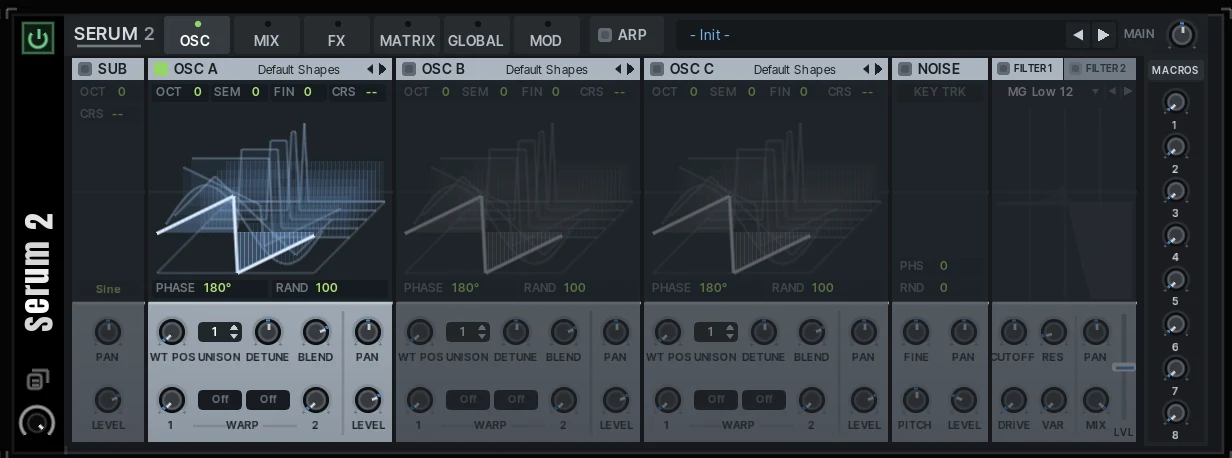 SERUM 2
OSC MIX FX MATRIX GLOBAL MOD ARP - Init - MAIN
SUB OSC A Default Shapes OSC B Default Shapes OSC C Default Shapes NOISE FILTER1 FILTER2 MACROS
OCT 0 OCT 0 SEM 0 FIN 0 CRS -- OCT 0 SEM 0 FIN 0 CRS -- OCT 0 SEM 0 FIN 0 CRS -- KEY TRK MG Low 12
CRS --
1
2
3
4
Serum 2
PHS 0
Sine PHASE 180° RAND 100 PHASE 180° RAND 100 PHASE 180° RAND 100 RND 0
5
1 1 1
6
PAN WT POS UNISON DETUNE BLEND PAN WT POS UNISON DETUNE BLEND PAN WT POS UNISON DETUNE BLEND PAN FINE PAN CUTOFF RES PAN
7
Off Off Off Off Off Off
LEVEL 1 WARP 2 LEVEL 1 WARP 2 LEVEL 1 WARP 2 LEVEL PITCH LEVEL DRIVE VAR MIX LVL
8